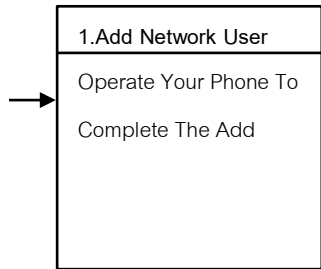 1.Add Network User
Operate Your Phone To
Complete The Add